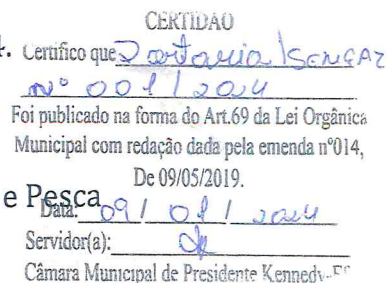 CERTIDÃO
4. Certifico que Portaria/SEMGAP
nº 001/2024
Foi publicado na forma do Art.69 da Lei Orgânica
Municipal com redação dada pela emenda nº014,
De 09/05/2019.
e Pesca
Data: 09/01/2024
Servidor(a):
Câmara Municipal de Presidente Kennedy-ES